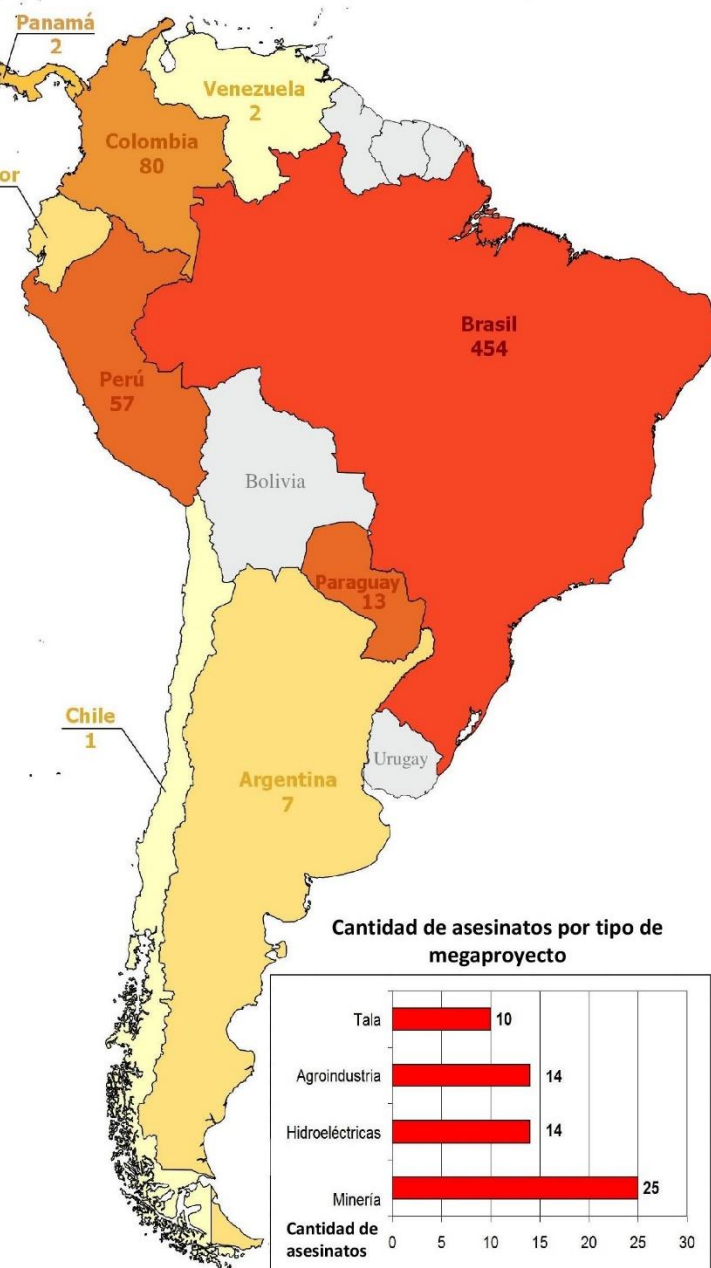 Panamá
2
Venezuela
2
Colombia
80
or
Brasil
454
Perú
57
Bolivia
Paraguay
13
Chile
1
Urugay
Argentina
7
Cantidad de asesinatos por tipo de
megaproyecto
Tala
10
Agroindustria
14
Hidroeléctricas
14
Minería
25
Cantidad de
asesinatos
0 5 10 15 20 25 30